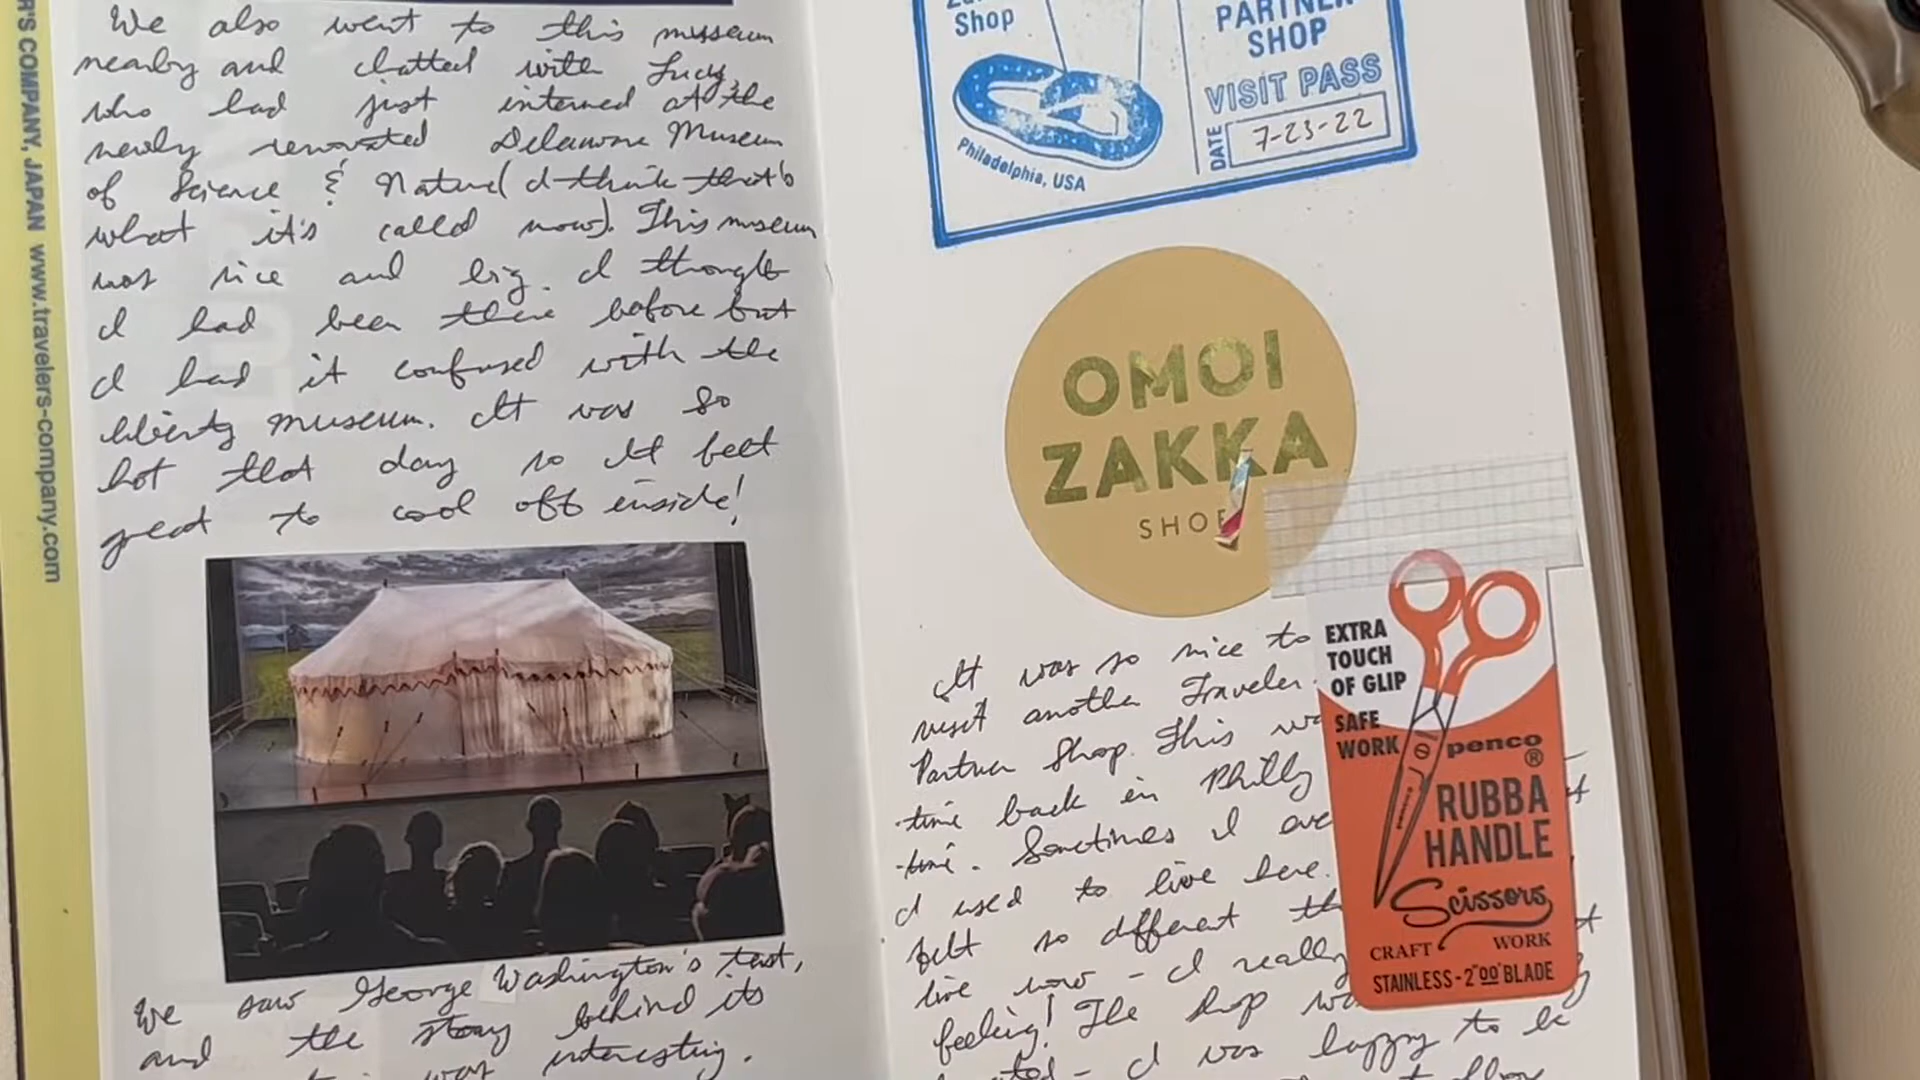 R'S COMPANY, JAPAN www.travelers-company.com
We also went to this museum
nearby and chatted with Lucy,
who had just interned at the
newly renovated Delaware Museum
of Science & Nature (I think that's
what it's called now). This museum
was nice and big. I thought
I had been there before but
I had it confused with the
liberty museum. It was so
hot that day so it felt
great to cool off inside!
We saw George Washington's tent,
and the story behind its
was interesting.
Shop
Philadelphia, USA
PARTNER
SHOP
VISIT PASS
DATE 7-23-22
OMOI
ZAKKA
SHO
It was so nice to
visit another Traveler
Partner Shop. This
time back in Philly
time. Sometimes I
I used to live here.
felt so different
live now - I really
feeling! The shop
I was happy to be
EXTRA
TOUCH
OF GLIP
SAFE
WORK
penco®
RUBBA
HANDLE
Scissors
CRAFT WORK
STAINLESS-2"00'BLADE